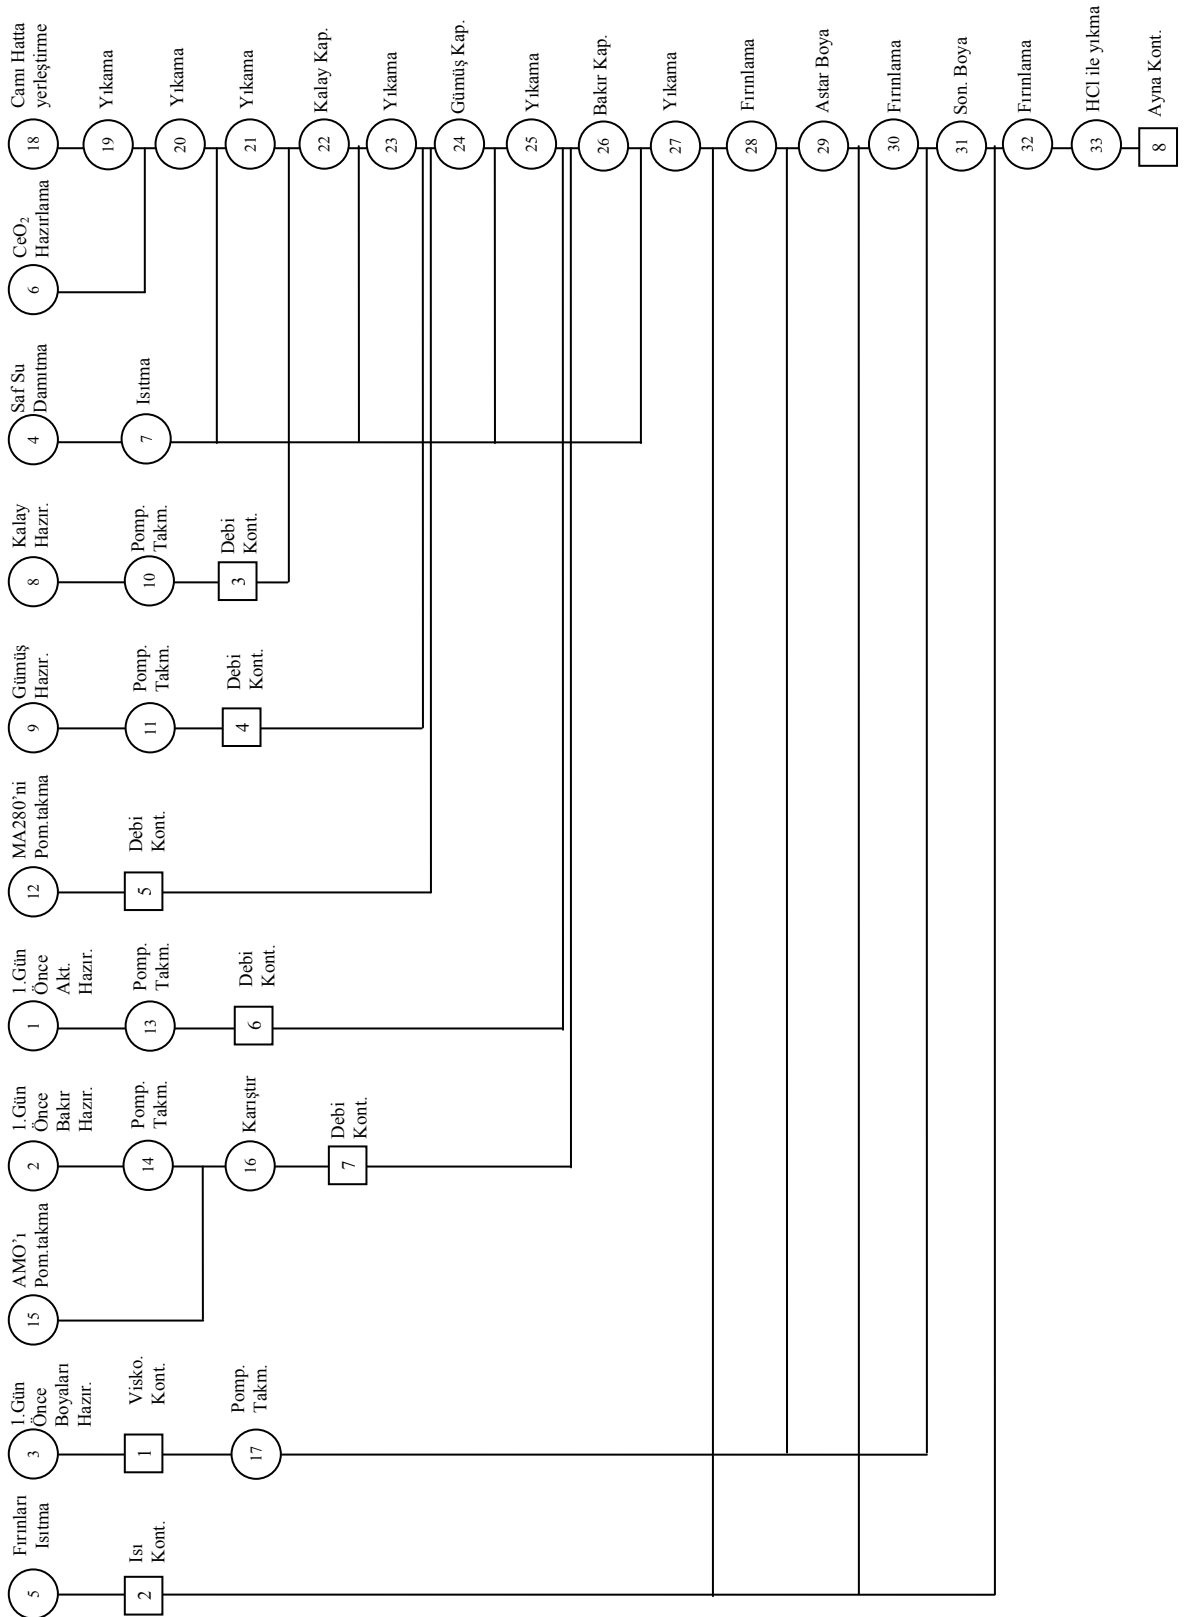 5
Fırınları
Isıtma
2
Isı
Kont.
3
1.Gün
Önce
Boyaları
Hazır.
1
Visko.
Kont.
17
Pomp.
Takm.
15
AMO’ı
Pom.takma
2
1.Gün
Önce
Bakır
Hazır.
14
Pomp.
Takm.
16
Karıştır
7
Debi
Kont.
1
1.Gün
Önce
Akt.
Hazır.
13
Pomp.
Takm.
6
Debi
Kont.
12
MA280’ni
Pom.takma
5
Debi
Kont.
9
Gümüş
Hazır.
11
Pomp.
Takm.
4
Debi
Kont.
8
Kalay
Hazır.
10
Pomp.
Takm.
3
Debi
Kont.
4
Saf Su
Damıtma
7
Isıtma
6
CeO₂
Hazırlama
18
Camı Hatta
yerleştirme
19
Yıkama
20
Yıkama
21
Yıkama
22
Kalay Kap.
23
Yıkama
24
Gümüş Kap.
25
Yıkama
26
Bakır Kap.
27
Yıkama
28
Fırınlama
29
Astar Boya
30
Fırınlama
31
Son. Boya
32
Fırınlama
33
HCl ile yıkma
8
Ayna Kont.